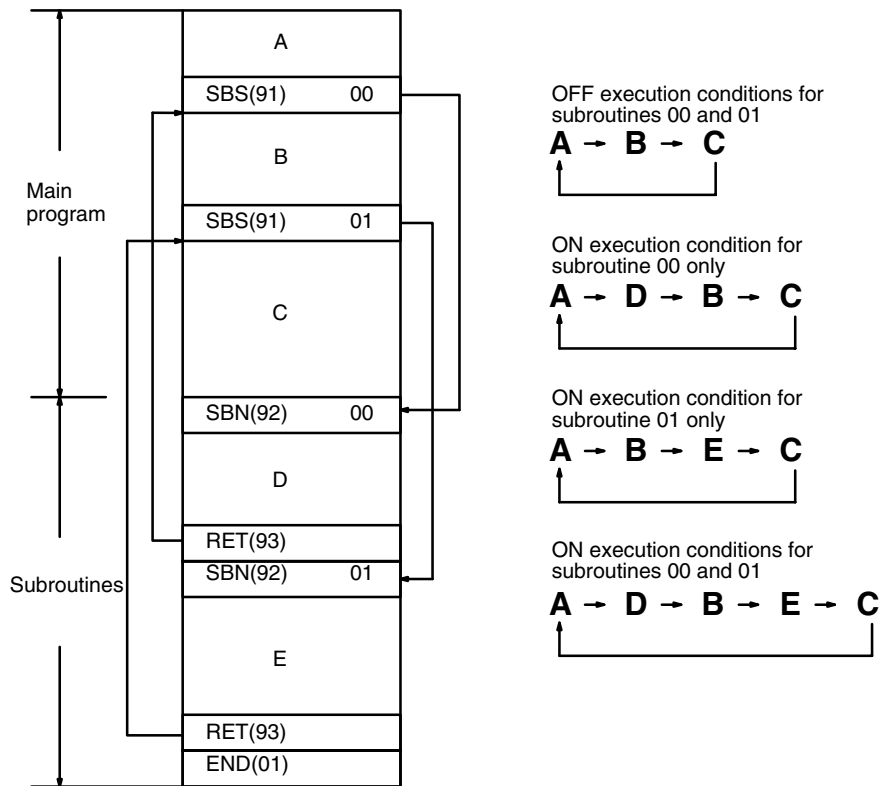 A
SBS(91) 00
B
Main
program
SBS(91) 01
C
SBN(92) 00
D
RET(93)
SBN(92) 01
Subroutines
E
RET(93)
END(01)
OFF execution conditions for
subroutines 00 and 01
A → B → C
ON execution condition for
subroutine 00 only
A → D → B → C
ON execution condition for
subroutine 01 only
A → B → E → C
ON execution conditions for
subroutines 00 and 01
A → D → B → E → C